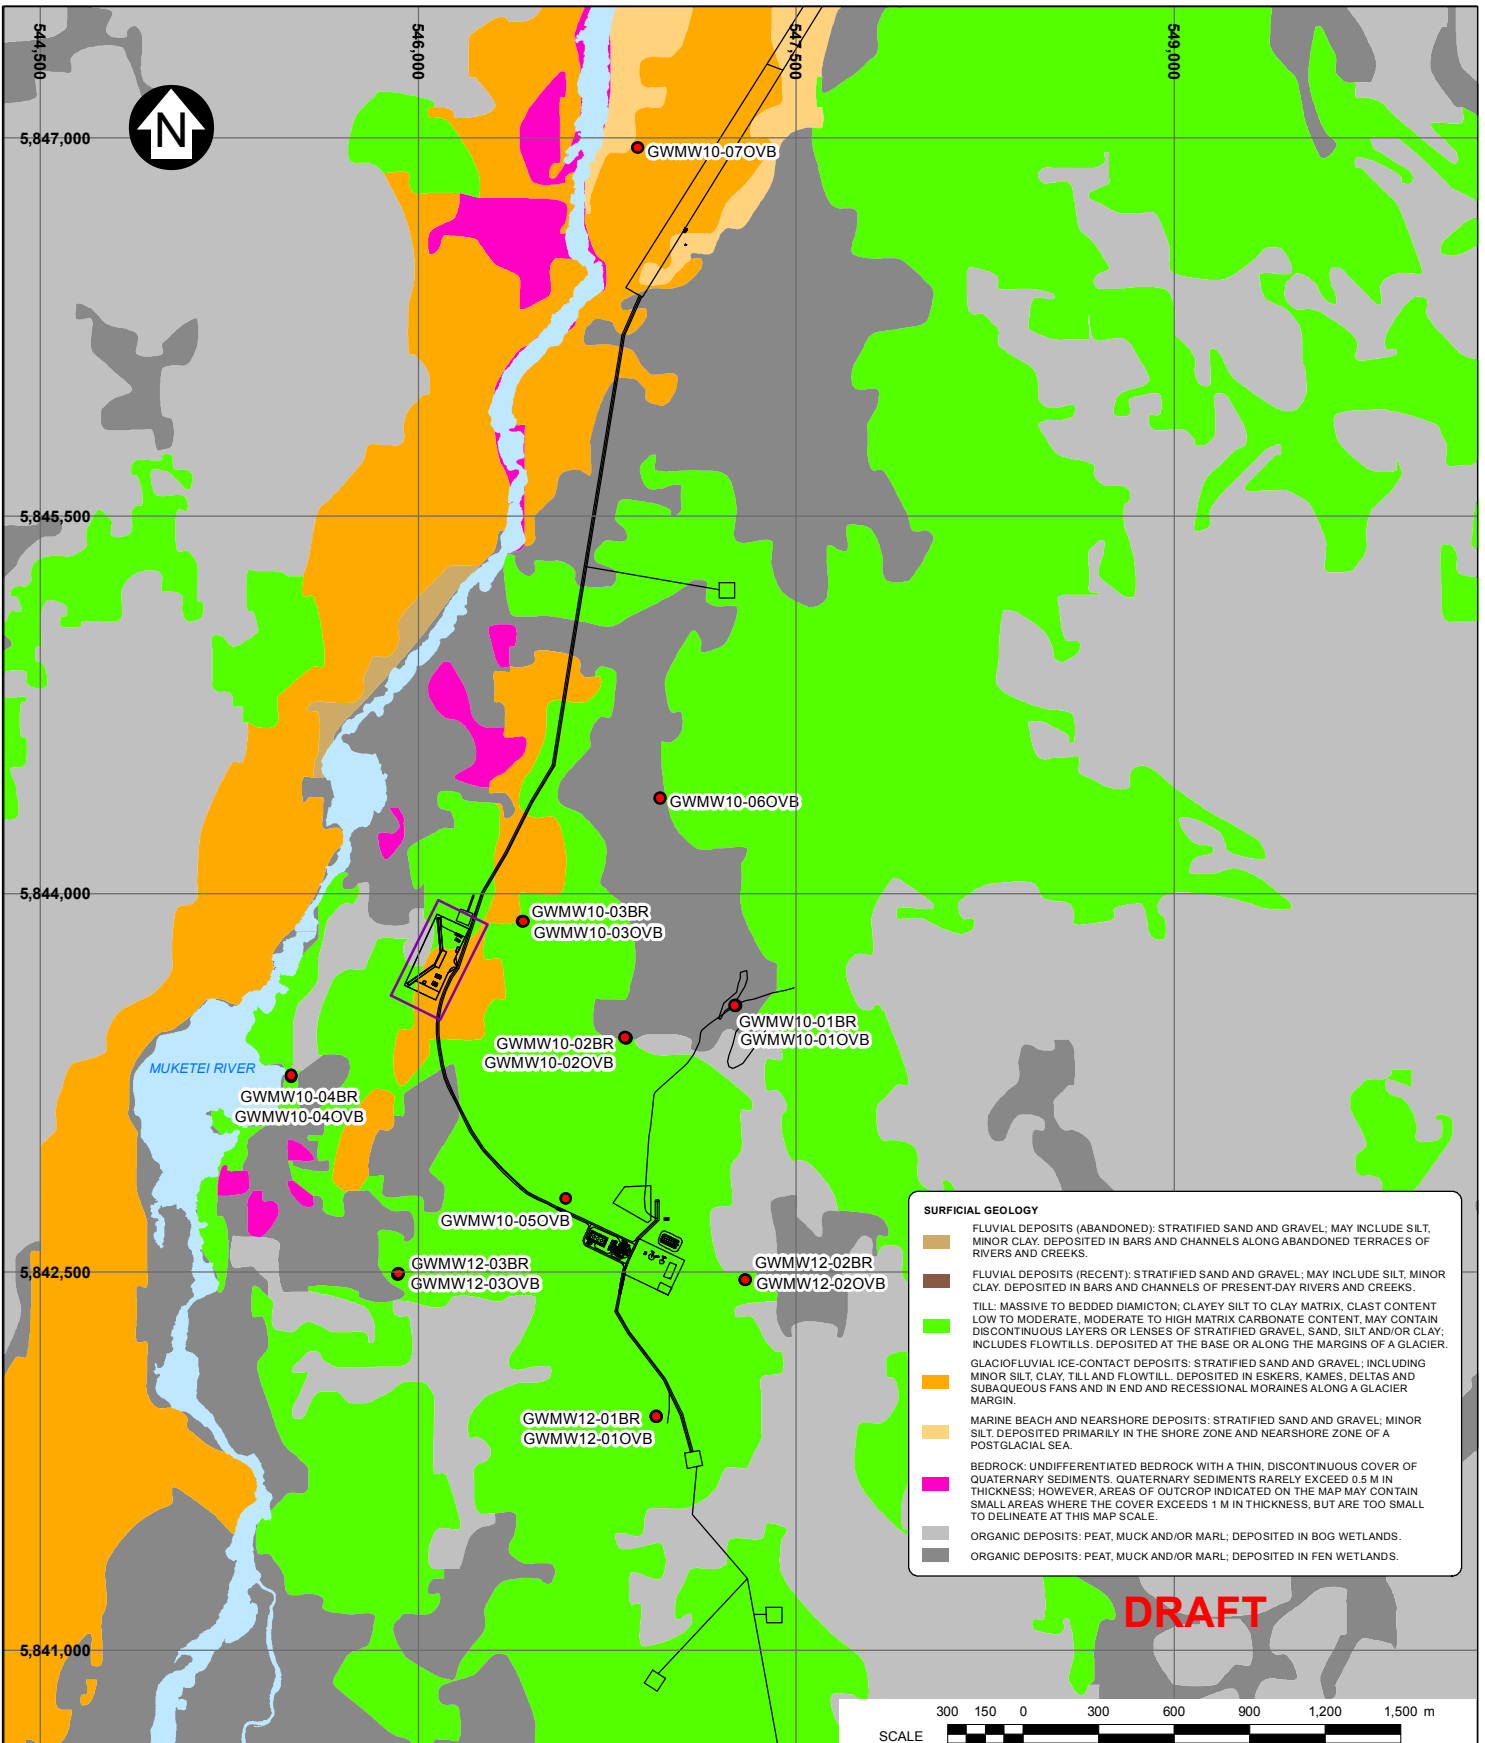 544,500
546,000
547,500
549,000
N
5,847,000
GWMW10-07OVB
5,845,500
GWMW10-06OVB
5,844,000
GWMW10-03BR
GWMW10-03OVB
GWMW10-01BR
GWMW10-01OVB
GWMW10-02BR
GWMW10-02OVB
MUKETEI RIVER
GWMW10-04BR
GWMW10-04OVB
GWMW10-05OVB
5,842,500
GWMW12-03BR
GWMW12-03OVB
GWMW12-02BR
GWMW12-02OVB
GWMW12-01BR
GWMW12-01OVB
SURFICIAL GEOLOGY
FLUVIAL DEPOSITS (ABANDONED): STRATIFIED SAND AND GRAVEL; MAY INCLUDE SILT,
MINOR CLAY. DEPOSITED IN BARS AND CHANNELS ALONG ABANDONED TERRACES OF
RIVERS AND CREEKS.
FLUVIAL DEPOSITS (RECENT): STRATIFIED SAND AND GRAVEL; MAY INCLUDE SILT, MINOR
CLAY. DEPOSITED IN BARS AND CHANNELS OF PRESENT-DAY RIVERS AND CREEKS.
TILL: MASSIVE TO BEDDED DIAMICTON; CLAYEY SILT TO CLAY MATRIX, CLAST CONTENT
LOW TO MODERATE, MODERATE TO HIGH MATRIX CARBONATE CONTENT, MAY CONTAIN
DISCONTINUOUS LAYERS OR LENSES OF STRATIFIED GRAVEL, SAND, SILT AND/OR CLAY;
INCLUDES FLOWTILLS. DEPOSITED AT THE BASE OR ALONG THE MARGINS OF A GLACIER.
GLACIOFLUVIAL ICE-CONTACT DEPOSITS: STRATIFIED SAND AND GRAVEL; INCLUDING
MINOR SILT, CLAY, TILL AND FLOWTILL. DEPOSITED IN ESKERS, KAMES, DELTAS AND
SUBAQUEOUS FANS AND IN END AND RECESSIONAL MORAINES ALONG A GLACIER
MARGIN.
MARINE BEACH AND NEARSHORE DEPOSITS: STRATIFIED SAND AND GRAVEL; MINOR
SILT. DEPOSITED PRIMARILY IN THE SHORE ZONE AND NEARSHORE ZONE OF A
POSTGLACIAL SEA.
BEDROCK: UNDIFFERENTIATED BEDROCK WITH A THIN, DISCONTINUOUS COVER OF
QUATERNARY SEDIMENTS. QUATERNARY SEDIMENTS RARELY EXCEED 0.5 M IN
THICKNESS; HOWEVER, AREAS OF OUTCROP INDICATED ON THE MAP MAY CONTAIN
SMALL AREAS WHERE THE COVER EXCEEDS 1 M IN THICKNESS, BUT ARE TOO SMALL
TO DELINEATE AT THIS MAP SCALE.
ORGANIC DEPOSITS: PEAT, MUCK AND/OR MARL; DEPOSITED IN BOG WETLANDS.
ORGANIC DEPOSITS: PEAT, MUCK AND/OR MARL; DEPOSITED IN FEN WETLANDS.
DRAFT
5,841,000
300 150 0 300 600 900 1,200 1,500 m
SCALE